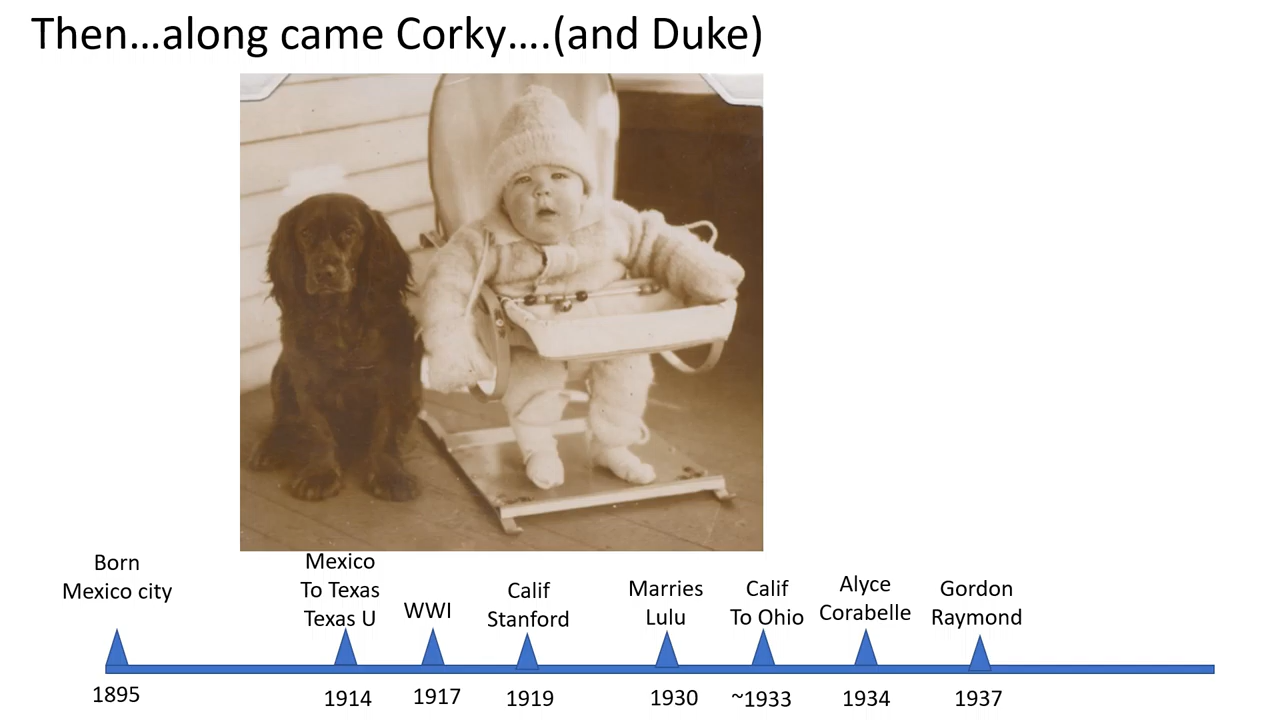 Then…along came Corky….(and Duke)
Born
Mexico city
Mexico
To Texas
Texas U
WWI
Calif
Stanford
Marries
Lulu
Calif
To Ohio
Alyce
Corabelle
Gordon
Raymond
1895
1914
1917
1919
1930
~1933
1934
1937